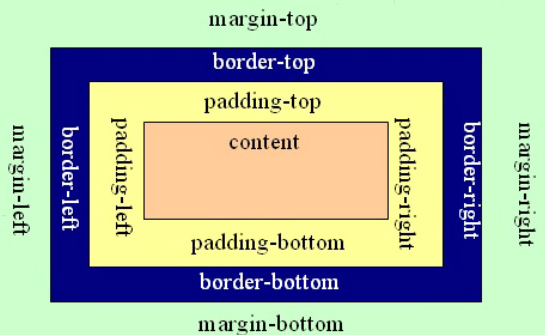 margin-top
border-top
padding-top
content
margin-left
border-left
padding-left
padding-right
border-right
margin-right
padding-bottom
border-bottom
margin-bottom